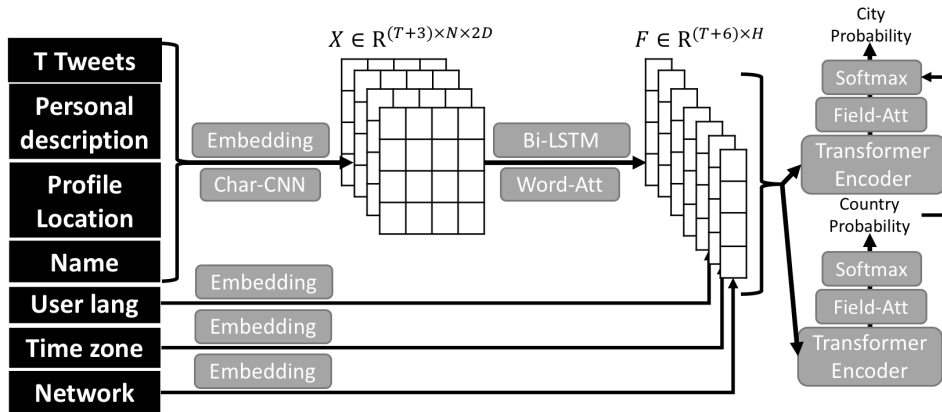 T Tweets
Personal
description
Profile
Location
Name
User lang
Time zone
Network
Embedding
Char-CNN
Embedding
Embedding
Embedding
X ∈ R^{(T+3)×N×2D}
Bi-LSTM
Word-Att
F ∈ R^{(T+6)×H}
City
Probability
Softmax
Field-Att
Transformer
Encoder
Country
Probability
Softmax
Field-Att
Transformer
Encoder